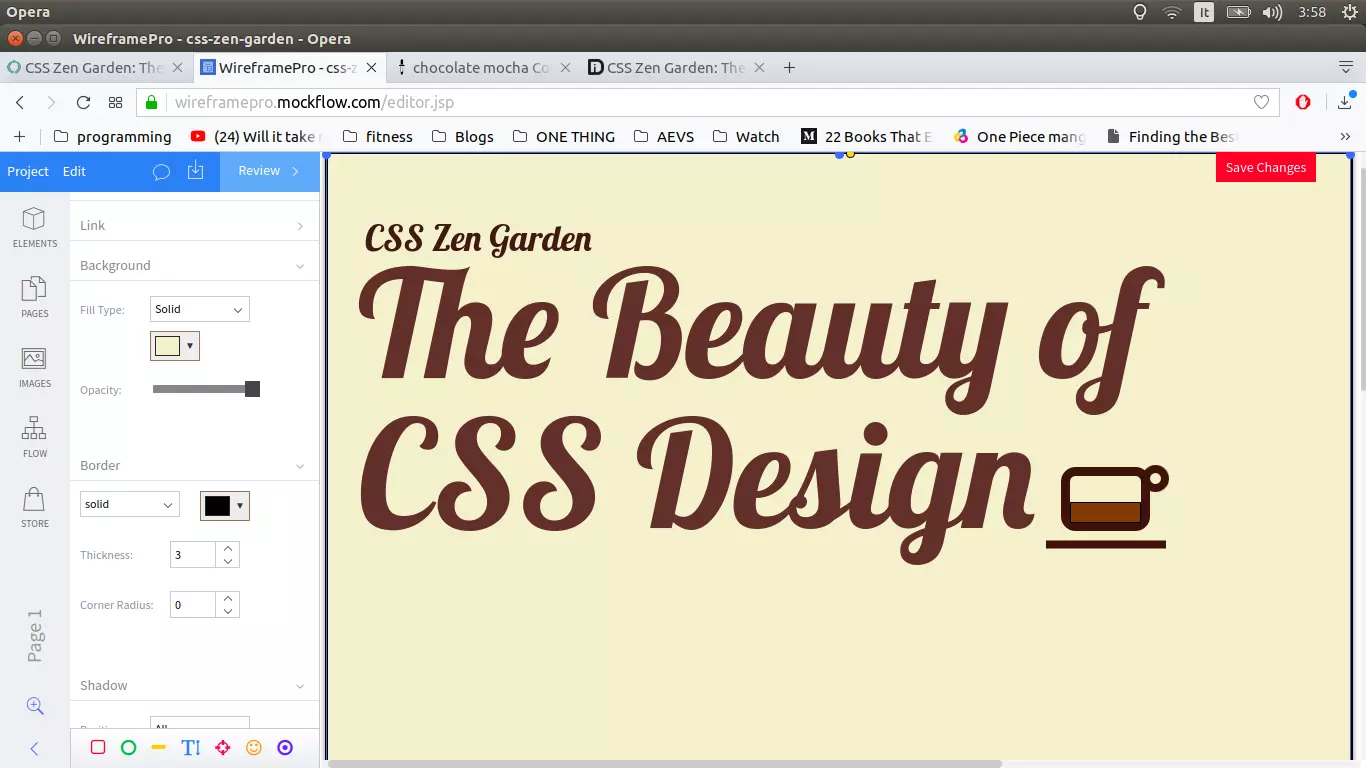 Opera
It
3:58
WireframePro - css-zen-garden - Opera
CSS Zen Garden: The
WireframePro - css-z
chocolate mocha Co
CSS Zen Garden: The
wireframepro.mockflow.com/editor.jsp
programming
(24) Will it take
fitness
Blogs
ONE THING
AEVS
Watch
22 Books That E
One Piece mang
Finding the Bes
Project
Edit
Review
Save Changes
ELEMENTS
PAGES
IMAGES
FLOW
STORE
Page 1
Link
Background
Fill Type:
Solid
Opacity:
Border
solid
Thickness:
3
Corner Radius:
0
Shadow
CSS Zen Garden
The Beauty of
CSS Design